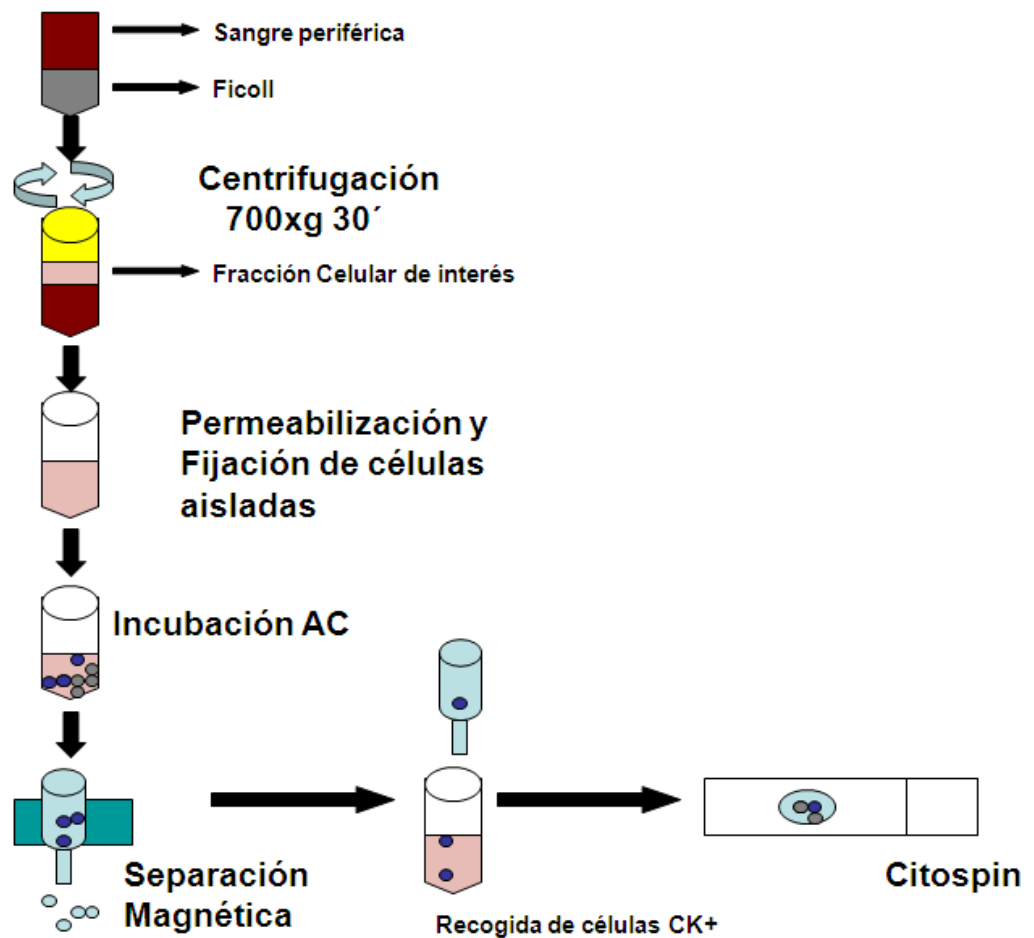 Sangre periférica
Ficoll
Centrifugación
700xg 30´
Fracción Celular de interés
Permeabilización y
Fijación de células
aisladas
Incubación AC
Separación
Magnética
Recogida de células CK+
Citospin